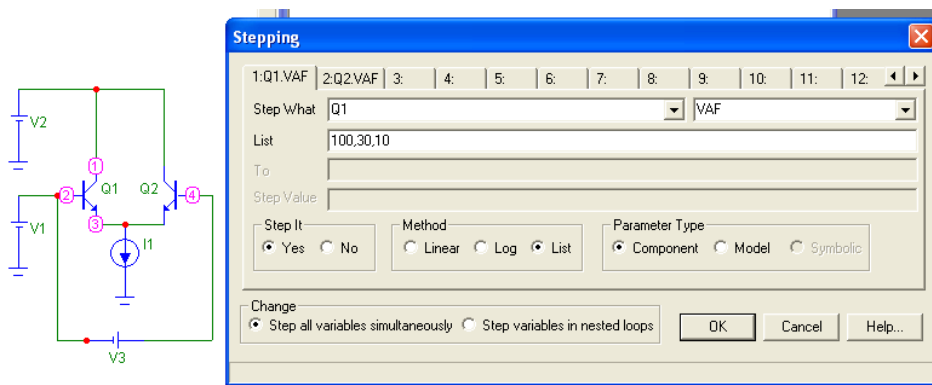 Stepping
1:Q1.VAF 2:Q2.VAF 3: 4: 5: 6: 7: 8: 9: 10: 11: 12:
Step What Q1 VAF
List 100,30,10
To
Step Value
Step It Method Parameter Type
Yes No Linear Log List Component Model Symbolic
Change
Step all variables simultaneously Step variables in nested loops OK Cancel Help...
V2
1
2 Q1 Q2 4
V1 3
I1
V3